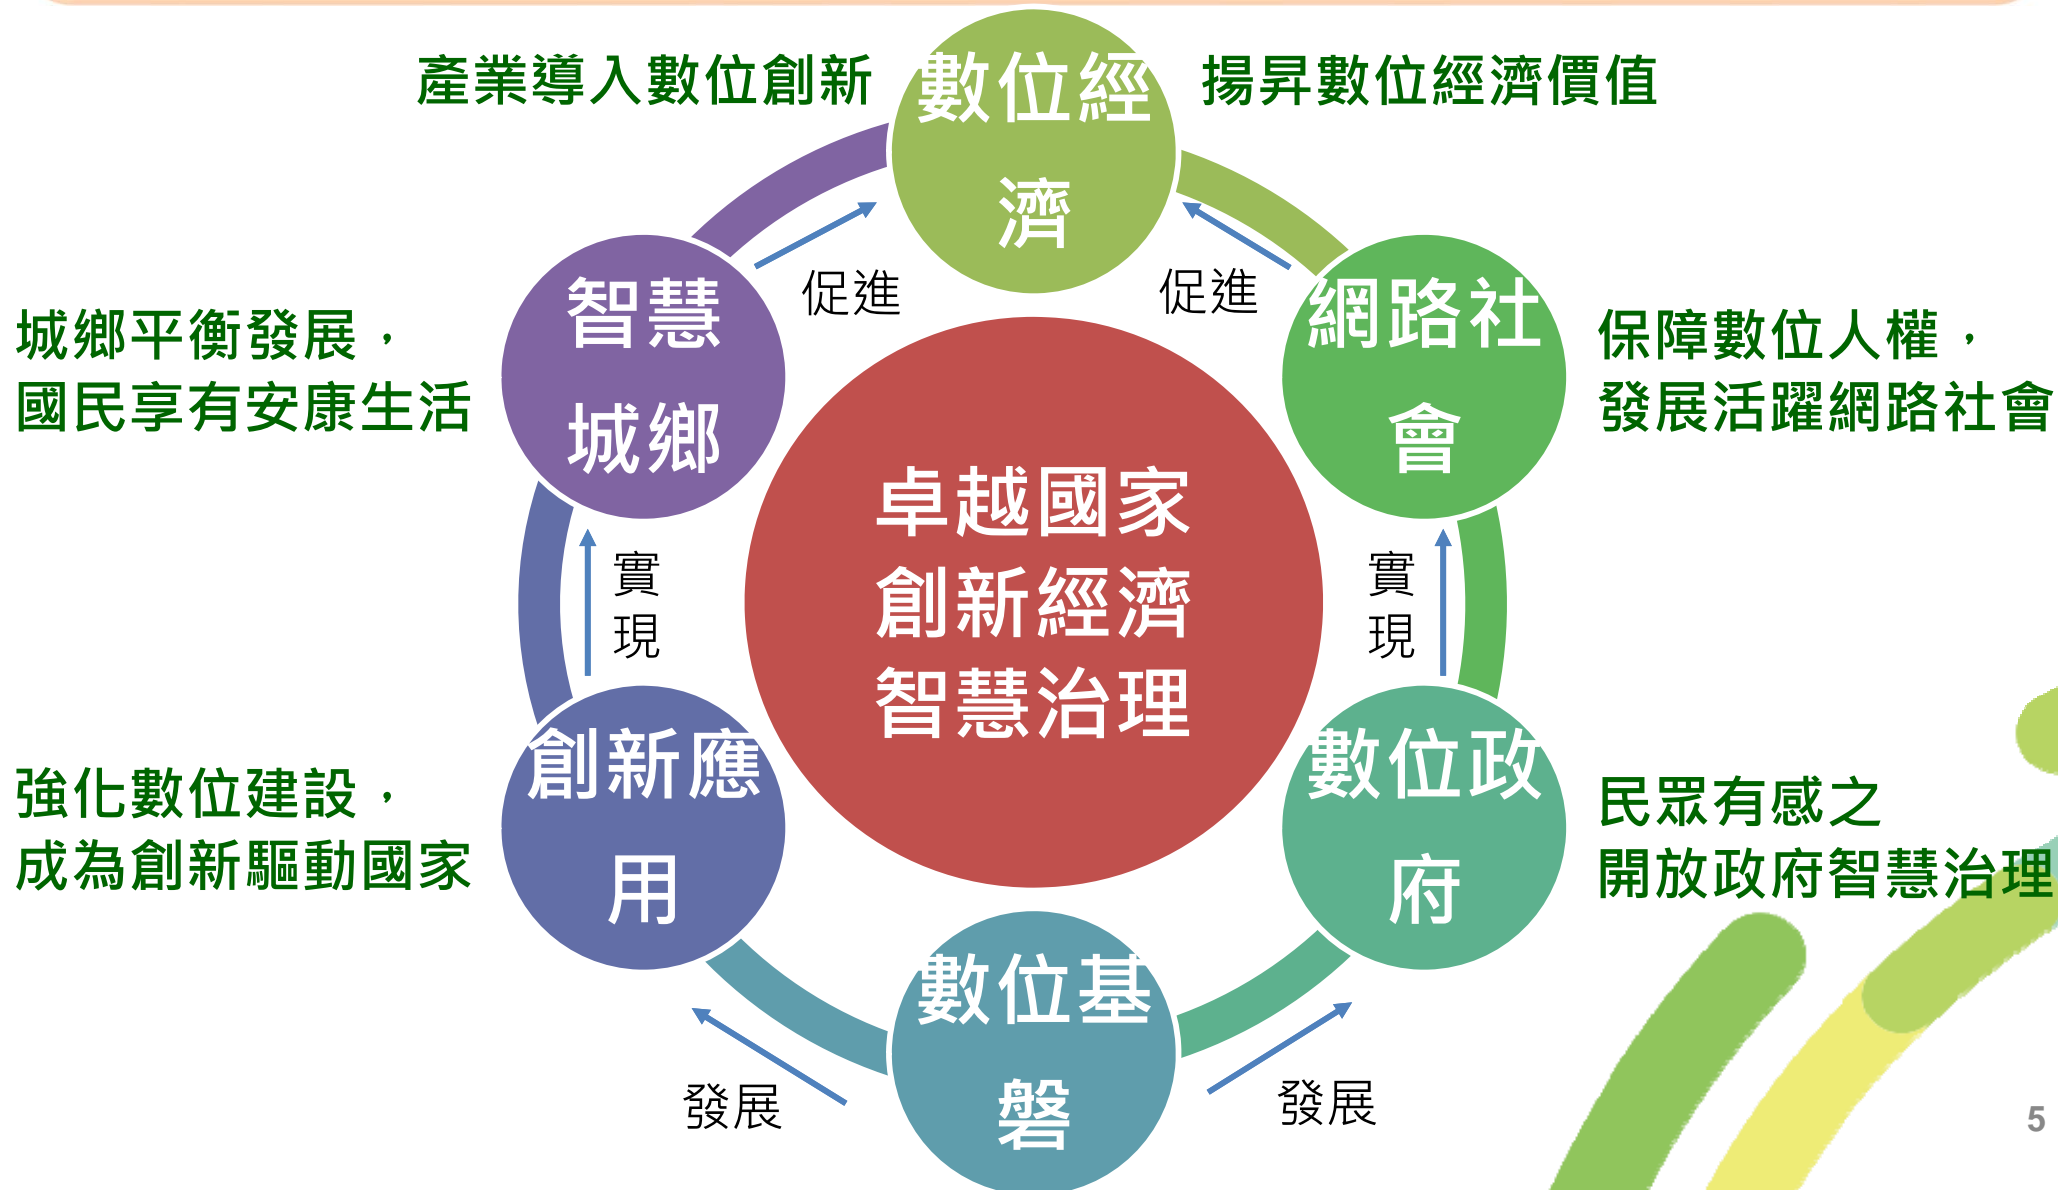 產業導入數位創新
數位經
濟
揚昇數位經濟價值
促進
促進
智慧
城鄉
網路社
會
城鄉平衡發展，
國民享有安康生活
保障數位人權，
發展活躍網路社會
卓越國家
創新經濟
智慧治理
實
現
實
現
創新應
用
數位政
府
強化數位建設，
成為創新驅動國家
民眾有感之
開放政府智慧治理
數位基
磐
發展
發展
5